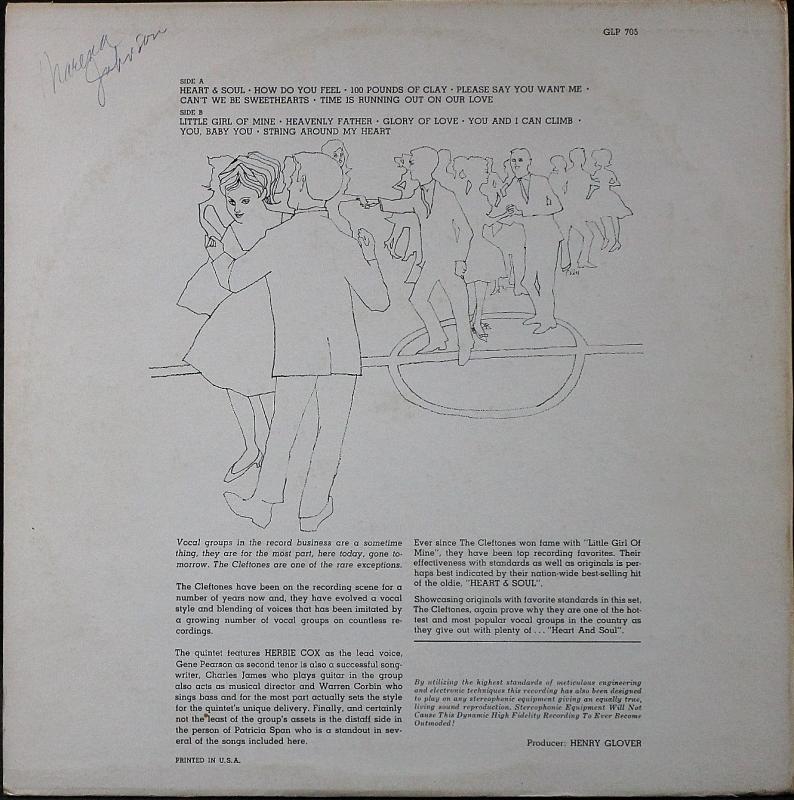 GLP 705
Marena
Johnson
SIDE A
HEART & SOUL • HOW DO YOU FEEL • 100 POUNDS OF CLAY • PLEASE SAY YOU WANT ME •
CAN'T WE BE SWEETHEARTS • TIME IS RUNNING OUT ON OUR LOVE
SIDE B
LITTLE GIRL OF MINE • HEAVENLY FATHER • GLORY OF LOVE • YOU AND I CAN CLIMB •
YOU, BABY YOU • STRING AROUND MY HEART
Vocal groups in the record business are a sometime
thing, they are for the most part, here today, gone to-
morrow. The Cleftones are one of the rare exceptions.
The Cleftones have been on the recording scene for a
number of years now and, they have evolved a vocal
style and blending of voices that has been imitated by
a growing number of vocal groups on countless re-
cordings.
The quintet features HERBIE COX as the lead voice,
Gene Pearson as second tenor is also a successful song-
writer, Charles James who plays guitar in the group
also acts as musical director and Warren Corbin who
sings bass and for the most part actually sets the style
for the quintet's unique delivery. Finally, and certainly
not the least of the group's assets is the distaff side in
the person of Patricia Span who is a standout in sev-
eral of the songs included here.
PRINTED IN U.S.A.
Ever since The Cleftones won fame with "Little Girl Of
Mine", they have been top recording favorites. Their
effectiveness with standards as well as originals is per-
haps best indicated by their nation-wide best-selling hit
of the oldie, "HEART & SOUL".
Showcasing originals with favorite standards in this set,
The Cleftones, again prove why they are one of the hot-
test and most popular vocal groups in the country as
they give out with plenty of . . . "Heart And Soul".
By utilizing the highest standards of meticulous engineering
and electronic techniques this recording has also been designed
to play on any stereophonic equipment giving an equally true,
living sound reproduction. Stereophonic Equipment Will Not
Cause This Dynamic High Fidelity Recording To Ever Become
Outmoded!
Producer: HENRY GLOVER